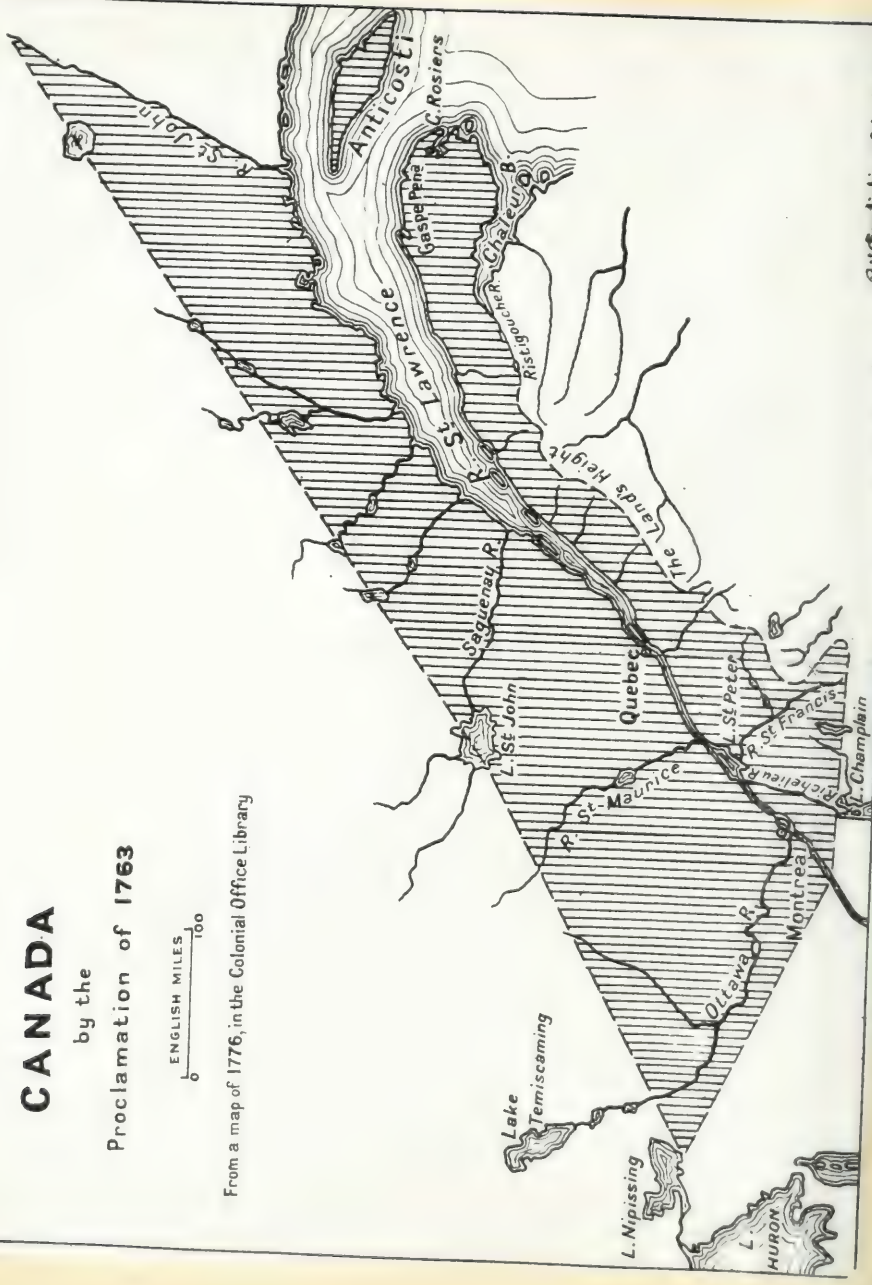 CANADA
by the
Proclamation of 1763
ENGLISH MILES
0 100
From a map of 1776, in the Colonial Office Library
R. St John
Anticosti
C. Rosiers
Gaspe Pena
Chaleur B.
Ristigouche R.
R. St. Lawrence
The Land's Height
Saguenay R.
L. St. John
Quebec
L. St. Peter
R. St. Francis
Richelieu R.
L. Champlain
R. St-Maurice
Montreal
Ottawa R.
Lake
Temiscaming
L. Nipissing
L.
HURON